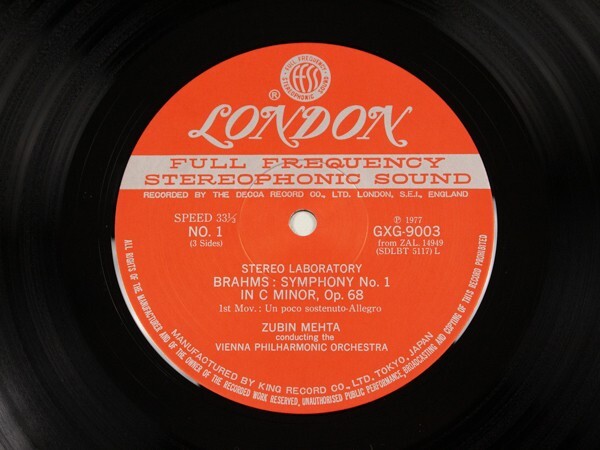 FULL FREQUENCY
STEREOPHONIC SOUND
FFSS
®
LONDON
FULL FREQUENCY
STEREOPHONIC SOUND
RECORDED BY THE DECCA RECORD CO., LTD. LONDON, S.E.I., ENGLAND
SPEED 33⅓
NO. 1
(3 Sides)
℗ 1977
GXG-9003
from ZAL. 14949
(SDLBT 5117) L
STEREO LABORATORY
BRAHMS : SYMPHONY No. 1
IN C MINOR, Op. 68
1st Mov. : Un poco sostenuto-Allegro
ZUBIN MEHTA
conducting the
VIENNA PHILHARMONIC ORCHESTRA
MANUFACTURED BY KING RECORD CO., LTD. TOKYO, JAPAN
ALL RIGHTS OF THE MANUFACTURER AND OF THE OWNER OF THE RECORDED WORK RESERVED, UNAUTHORISED PUBLIC PERFORMANCE, BROADCASTING AND COPYING OF THIS RECORD PROHIBITED